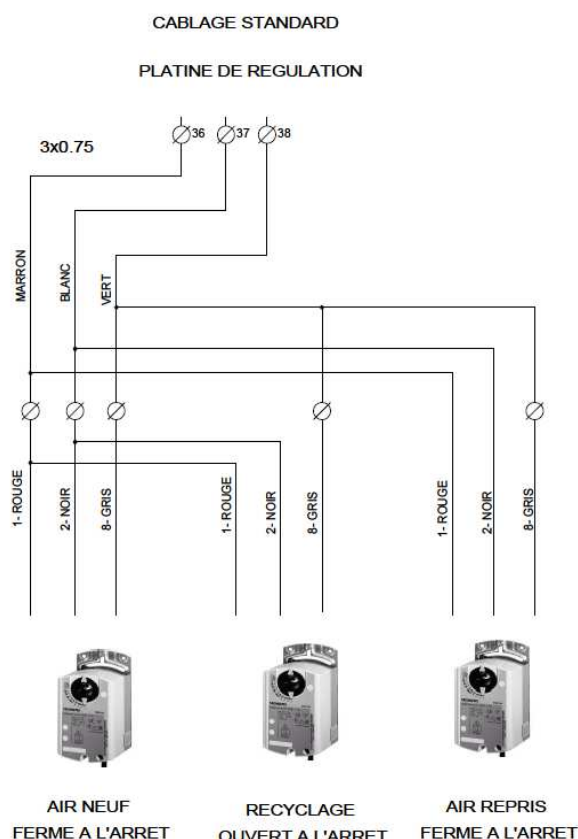 CABLAGE STANDARD
PLATINE DE REGULATION
3x0.75
36
37
38
MARRON
BLANC
VERT
1- ROUGE
2- NOIR
8- GRIS
1- ROUGE
2- NOIR
8- GRIS
1- ROUGE
2- NOIR
8- GRIS
AIR NEUF
FERME A L'ARRET
RECYCLAGE
OUVERT A L'ARRET
AIR REPRIS
FERME A L'ARRET